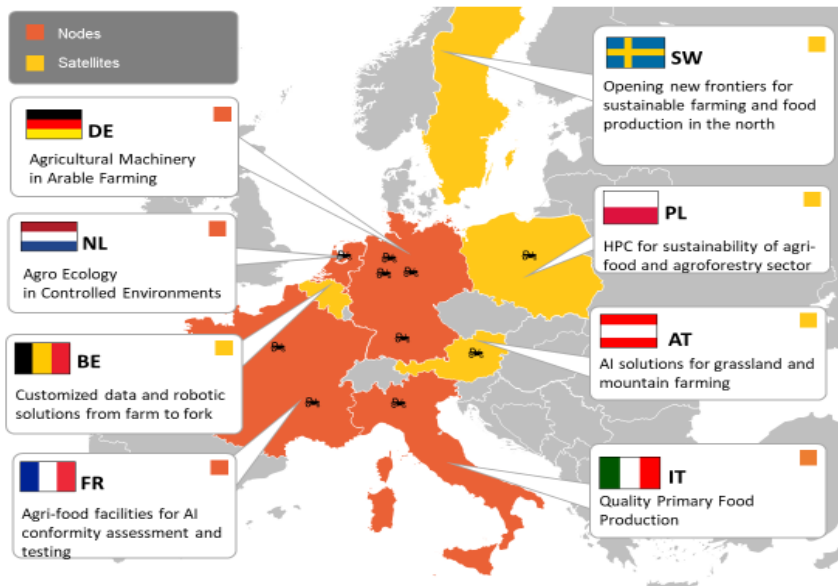 Nodes
Satellites
DE
Agricultural Machinery
in Arable Farming
NL
Agro Ecology
in Controlled Environments
BE
Customized data and robotic
solutions from farm to fork
FR
Agri-food facilities for AI
conformity assessment and
testing
SW
Opening new frontiers for
sustainable farming and food
production in the north
PL
HPC for sustainability of agri-
food and agroforestry sector
AT
AI solutions for grassland and
mountain farming
IT
Quality Primary Food
Production